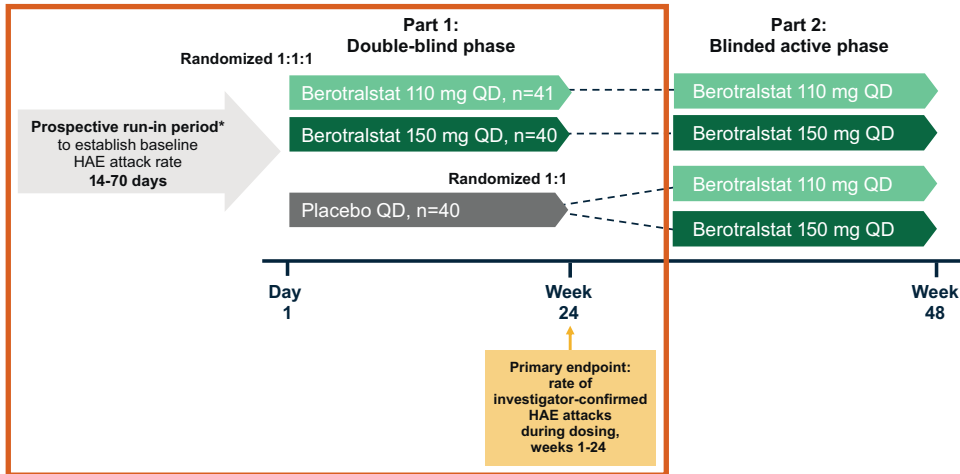 Part 1:
Double-blind phase
Part 2:
Blinded active phase
Randomized 1:1:1
Berotralstat 110 mg QD, n=41
Berotralstat 110 mg QD
Prospective run-in period*
to establish baseline
HAE attack rate
14-70 days
Berotralstat 150 mg QD, n=40
Berotralstat 150 mg QD
Randomized 1:1
Placebo QD, n=40
Berotralstat 110 mg QD
Berotralstat 150 mg QD
Day
1
Week
24
Week
48
Primary endpoint:
rate of
investigator-confirmed
HAE attacks
during dosing,
weeks 1-24